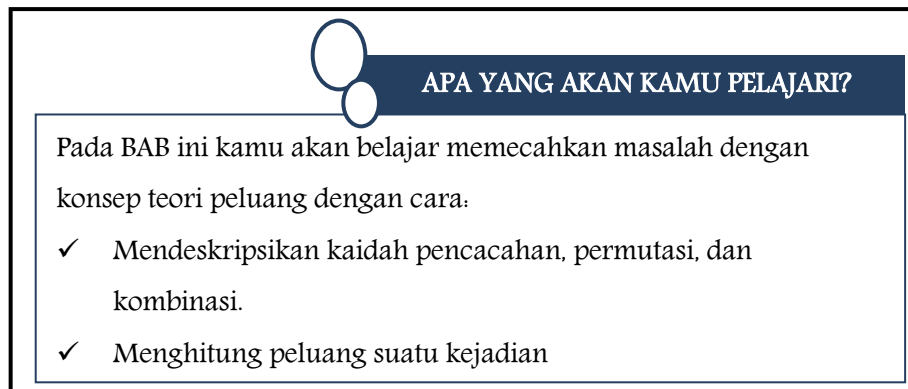 APA YANG AKAN KAMU PELAJARI?
Pada BAB ini kamu akan belajar memecahkan masalah dengan
konsep teori peluang dengan cara:
✓ Mendeskripsikan kaidah pencacahan, permutasi, dan
kombinasi.
✓ Menghitung peluang suatu kejadian